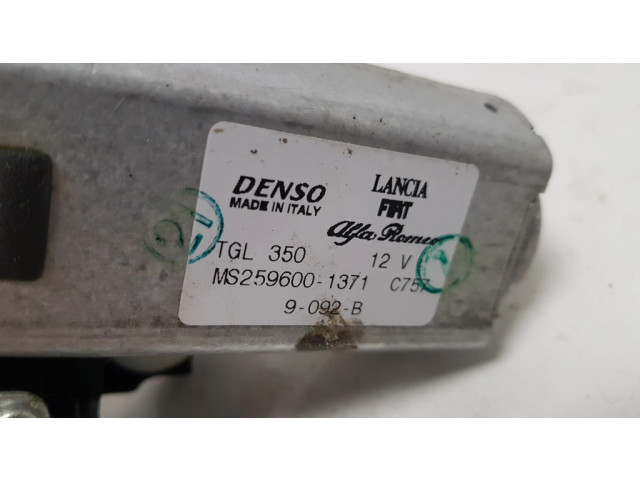 DENSO
MADE IN ITALY
LANCIA
FIAT
Alfa Romeo
TGL 350 12 V
MS259600-1371 C757
9-092-B